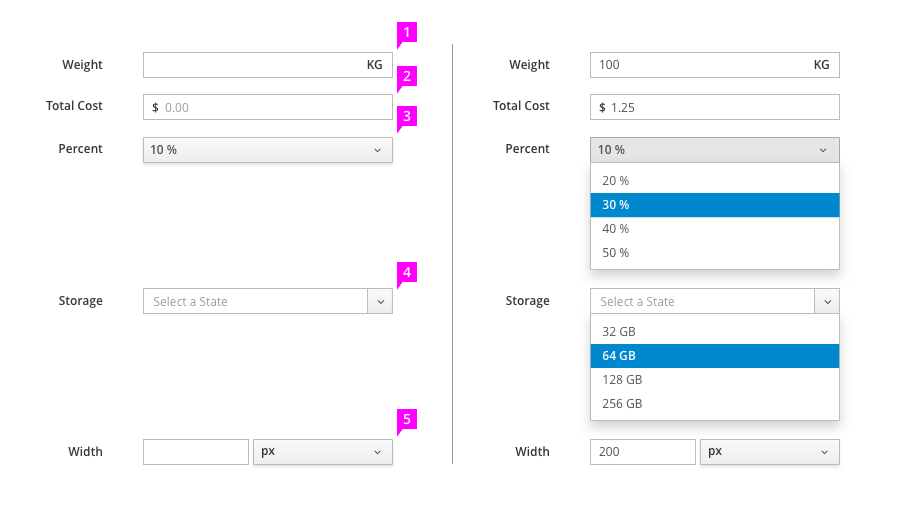 1
Weight KG
2
Total Cost $ 0.00
3
Percent 10 %
4
Storage Select a State
5
Width px
Weight 100 KG
Total Cost $ 1.25
Percent 10 %
20 %
30 %
40 %
50 %
Storage Select a State
32 GB
64 GB
128 GB
256 GB
Width 200 px